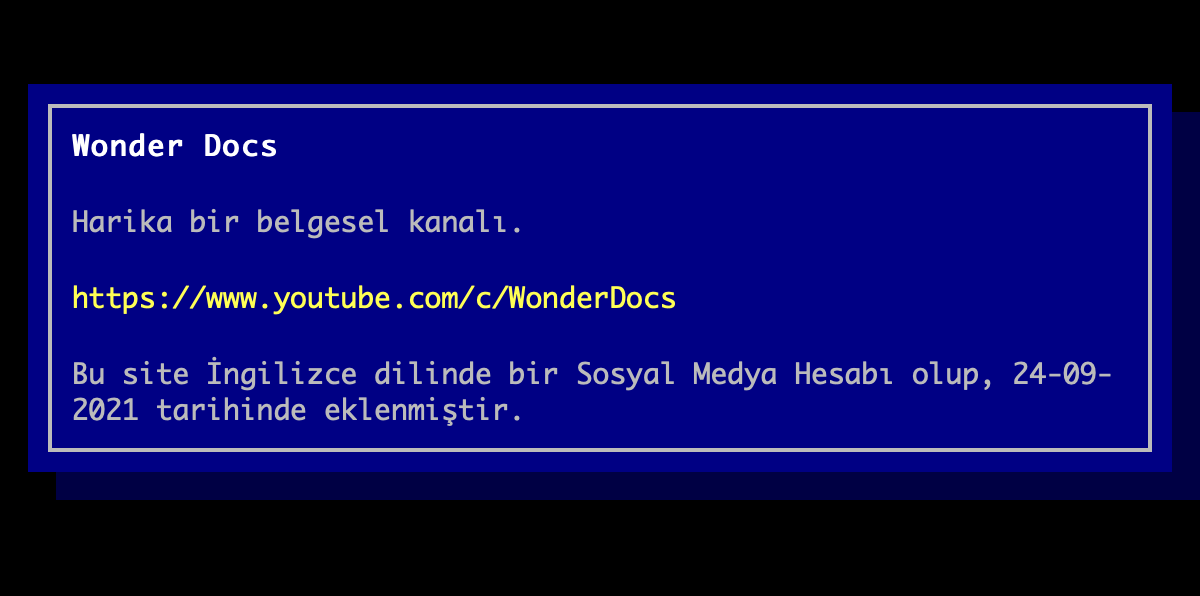 Wonder Docs
Harika bir belgesel kanalı.
https://www.youtube.com/c/WonderDocs
Bu site İngilizce dilinde bir Sosyal Medya Hesabı olup, 24-09-
2021 tarihinde eklenmiştir.